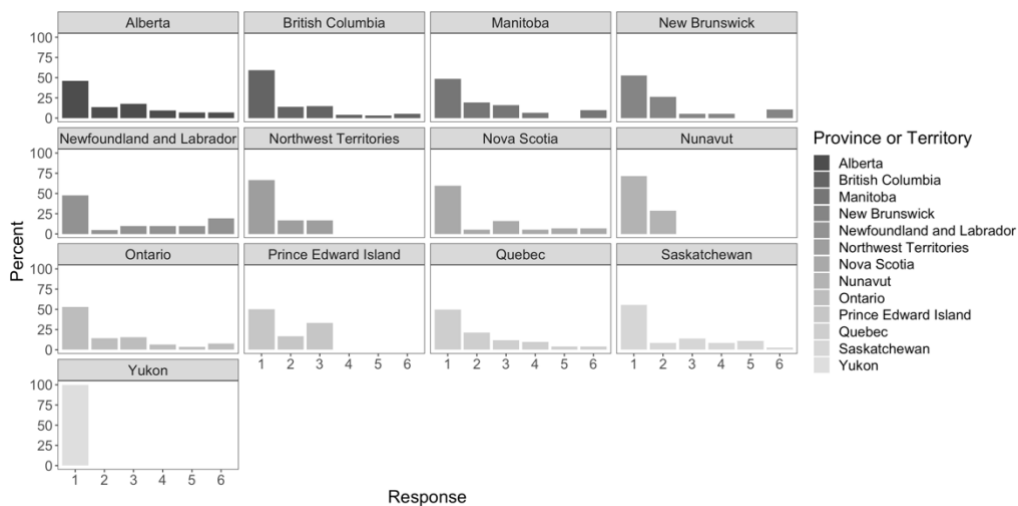 Alberta
British Columbia
Manitoba
New Brunswick
100
75
50
25
0
Newfoundland and Labrador
Northwest Territories
Nova Scotia
Nunavut
100
75
50
25
0
Ontario
Prince Edward Island
Quebec
Saskatchewan
100
75
50
25
0
1 2 3 4 5 6
1 2 3 4 5 6
1 2 3 4 5 6
Yukon
100
75
50
25
0
1 2 3 4 5 6
Percent
Response
Province or Territory
Alberta
British Columbia
Manitoba
New Brunswick
Newfoundland and Labrador
Northwest Territories
Nova Scotia
Nunavut
Ontario
Prince Edward Island
Quebec
Saskatchewan
Yukon